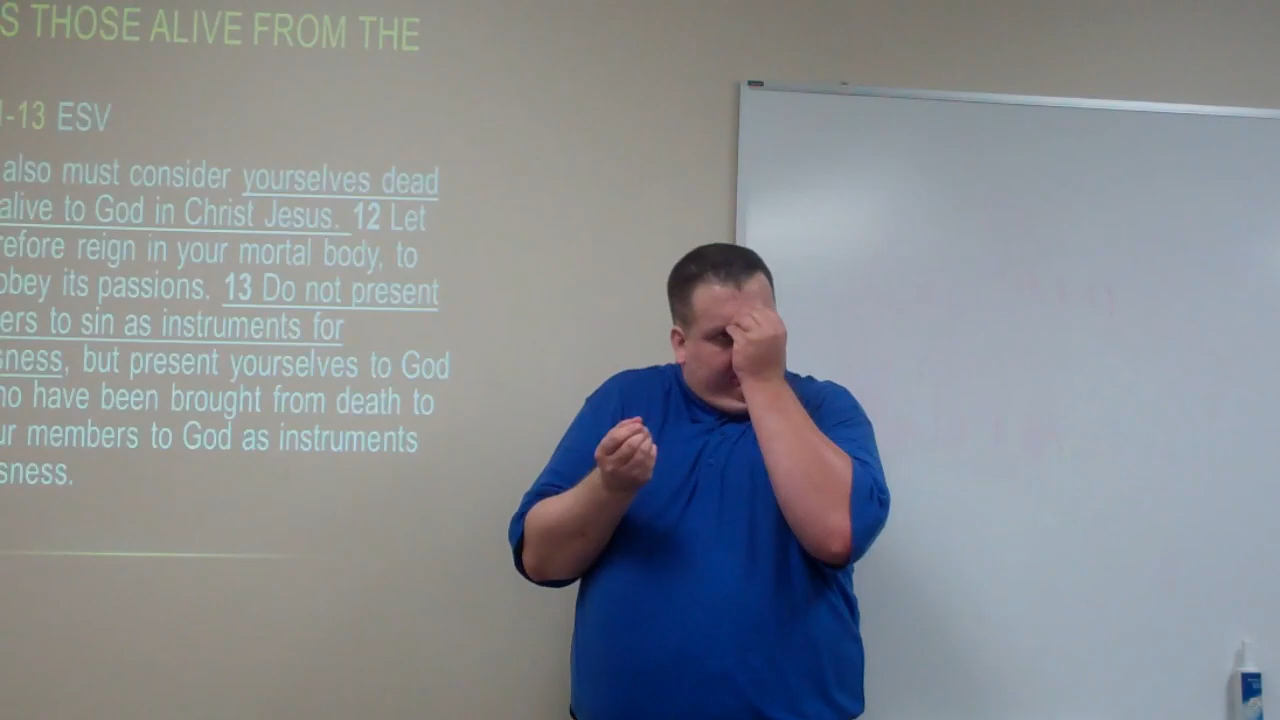 S THOSE ALIVE FROM THE
-13 ESV
also must consider yourselves dead
alive to God in Christ Jesus. 12 Let
refore reign in your mortal body, to
obey its passions. 13 Do not present
ers to sin as instruments for
sness, but present yourselves to God
ho have been brought from death to
ur members to God as instruments
sness.